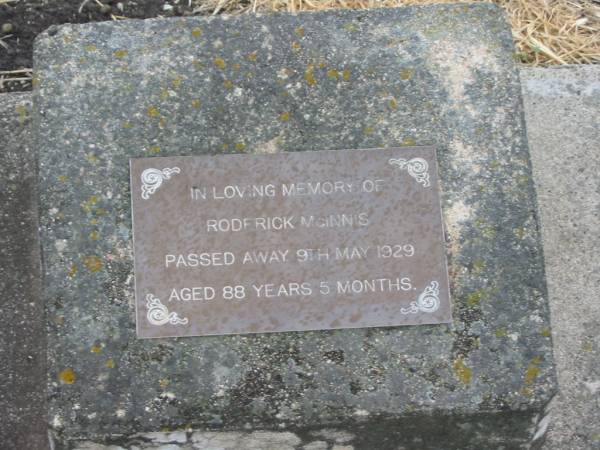 IN LOVING MEMORY OF
RODERICK MCINNIS
PASSED AWAY 9TH MAY 1929
AGED 88 YEARS 5 MONTHS.